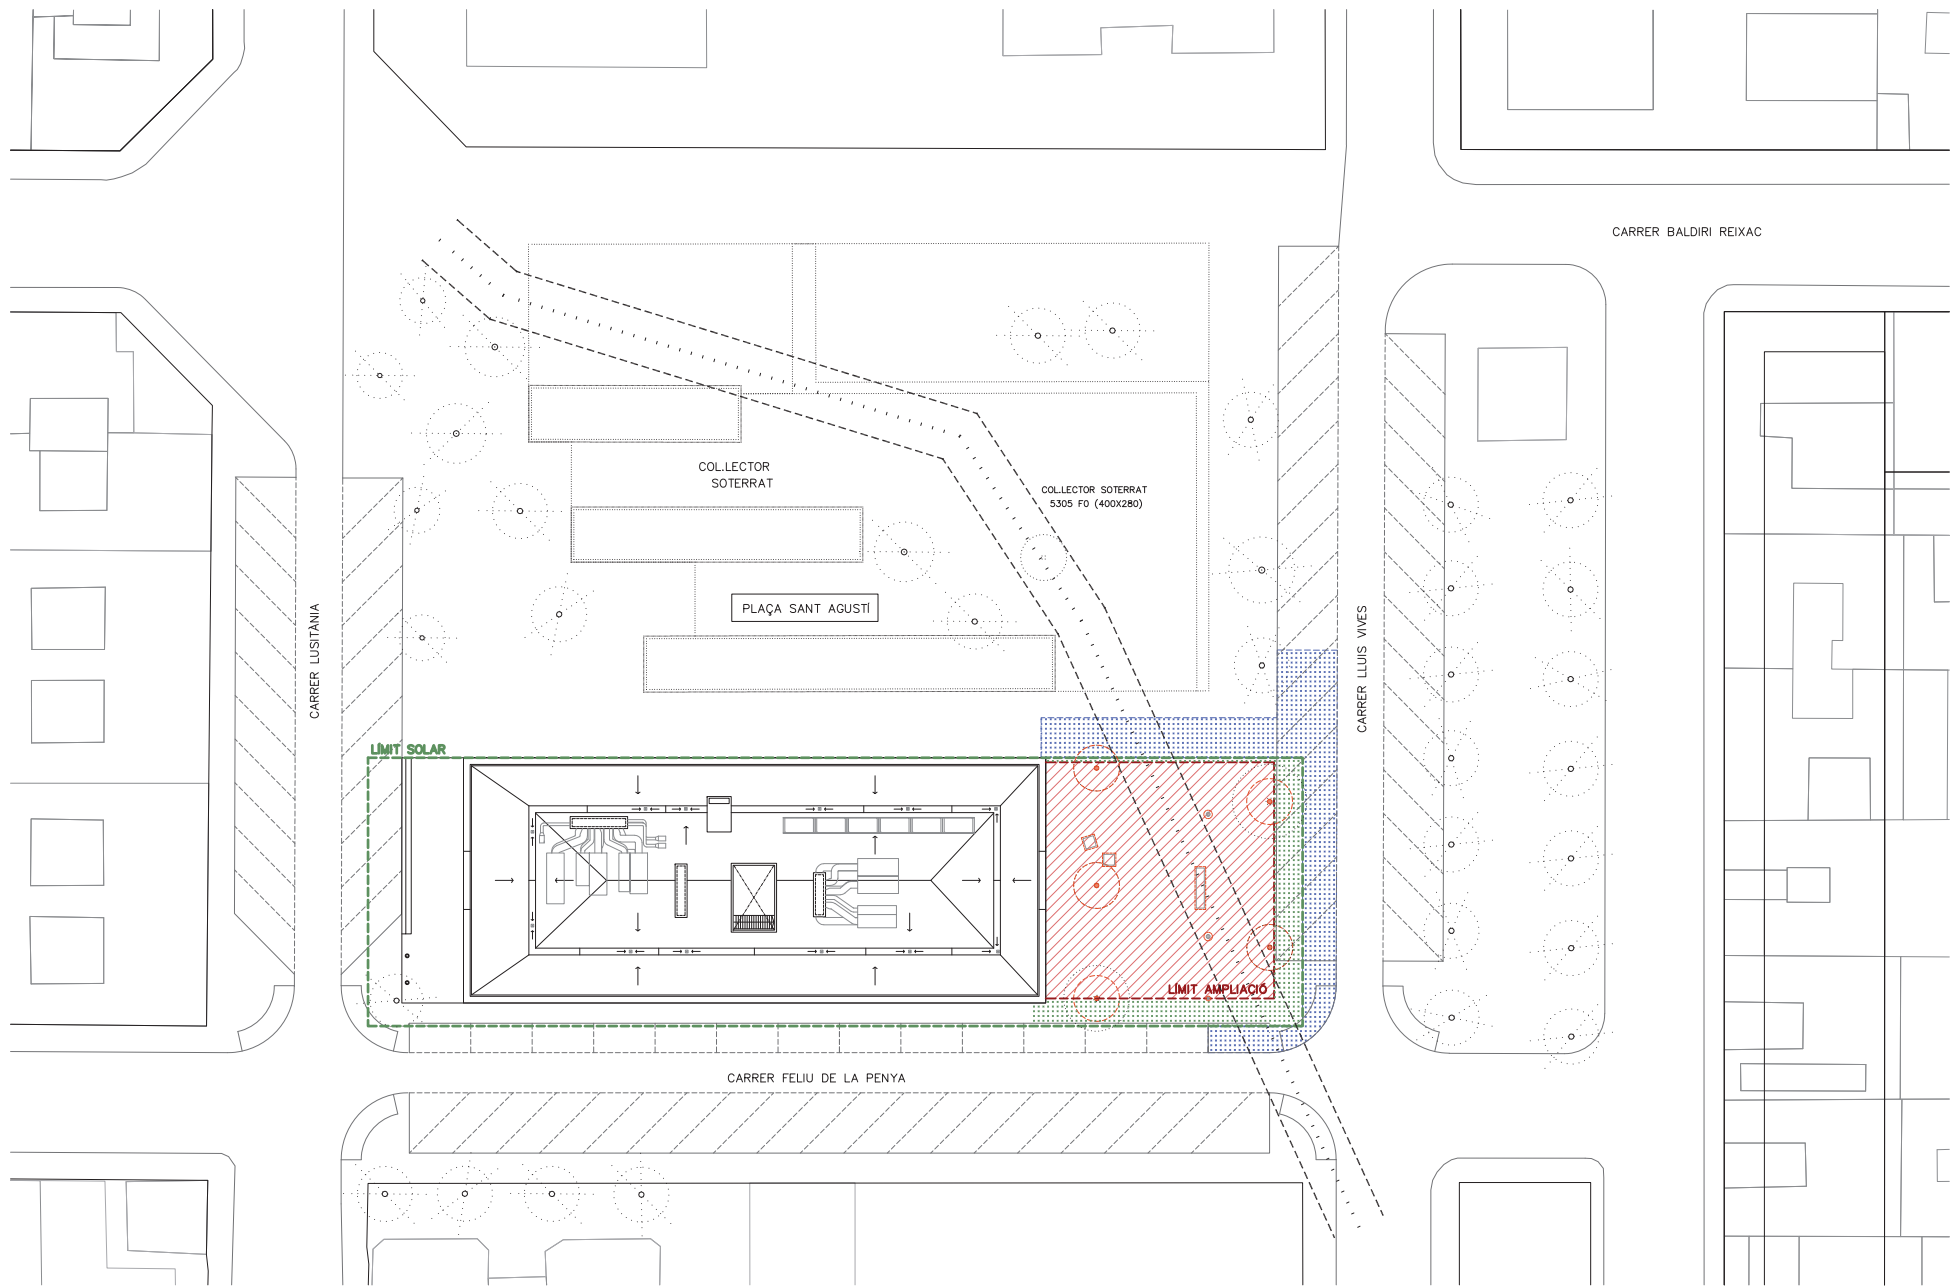 CARRER BALDIRI REIXAC
COL.LECTOR
SOTERRAT
COL.LECTOR SOTERRAT
5305 FO (400X280)
PLAÇA SANT AGUSTÍ
CARRER LUSITÀNIA
CARRER LLUIS VIVES
LÍMIT SOLAR
LÍMIT AMPLIACIÓ
CARRER FELIU DE LA PENYA